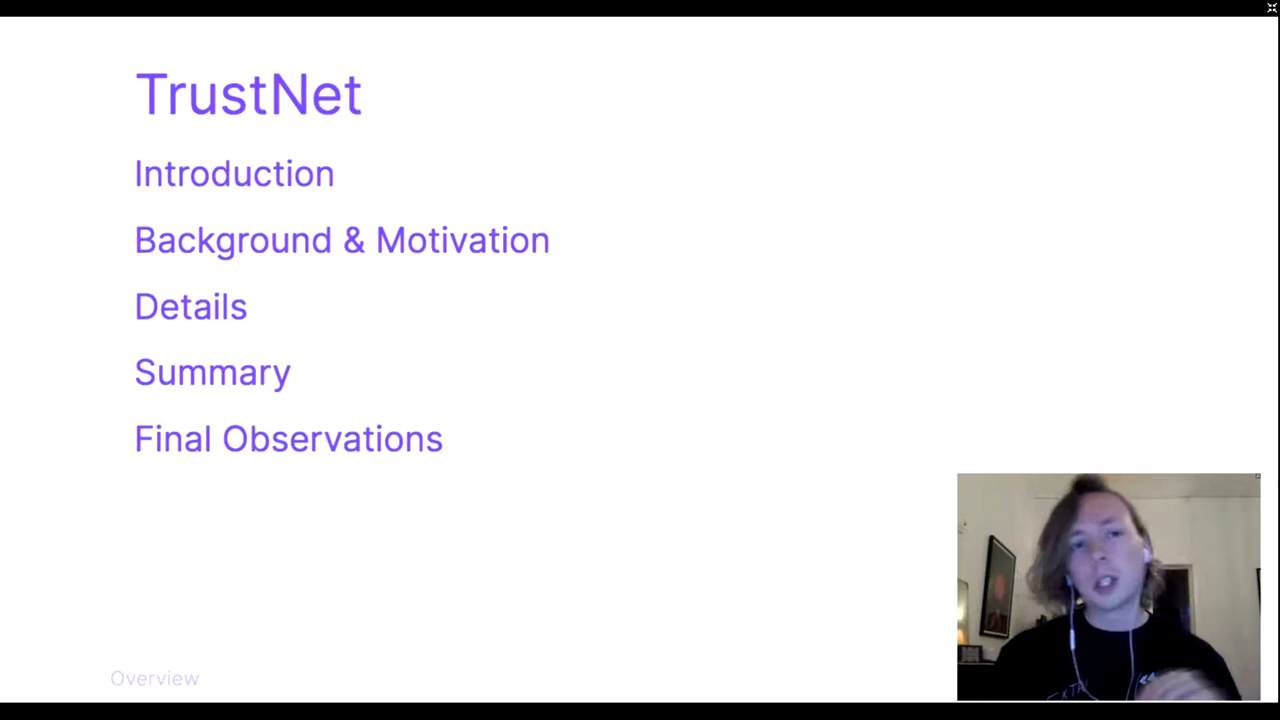 TrustNet
Introduction
Background & Motivation
Details
Summary
Final Observations
Overview